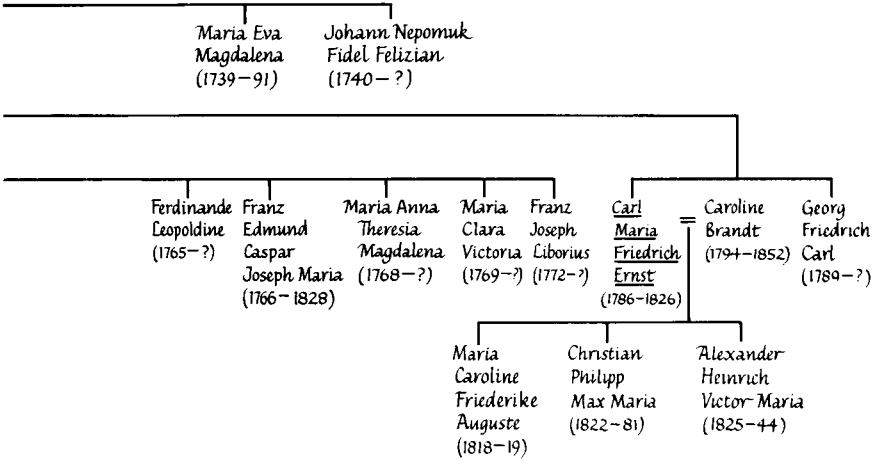 Maria Eva
Magdalena
(1739–91)
Johann Nepomuk
Fidel Felizian
(1740–?)
Ferdinande
Leopoldine
(1765–?)
Franz
Edmund
Caspar
Joseph Maria
(1766–1828)
Maria Anna
Theresia
Magdalena
(1768–?)
Maria
Clara
Victoria
(1769–?)
Franz
Joseph
Liborius
(1772–?)
Carl
Maria
Friedrich
Ernst
(1786–1826)
=
Caroline
Brandt
(1794–1852)
Georg
Friedrich
Carl
(1789–?)
Maria
Caroline
Friederike
Auguste
(1818–19)
Christian
Philipp
Max Maria
(1822–81)
Alexander
Heinrich
Victor Maria
(1825–44)